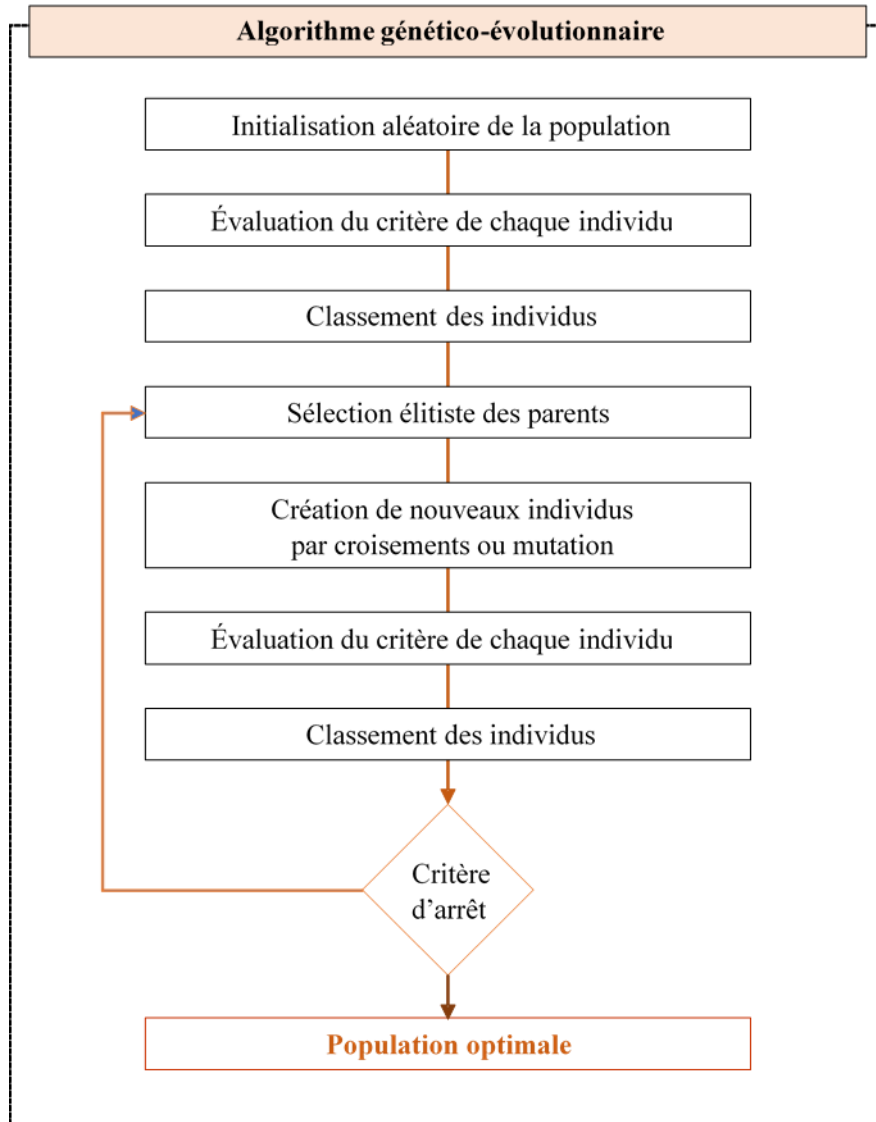 Algorithme génético-évolutionnaire
Initialisation aléatoire de la population
Évaluation du critère de chaque individu
Classement des individus
Sélection élitiste des parents
Création de nouveaux individus
par croisements ou mutation
Évaluation du critère de chaque individu
Classement des individus
Critère
d’arrêt
Population optimale